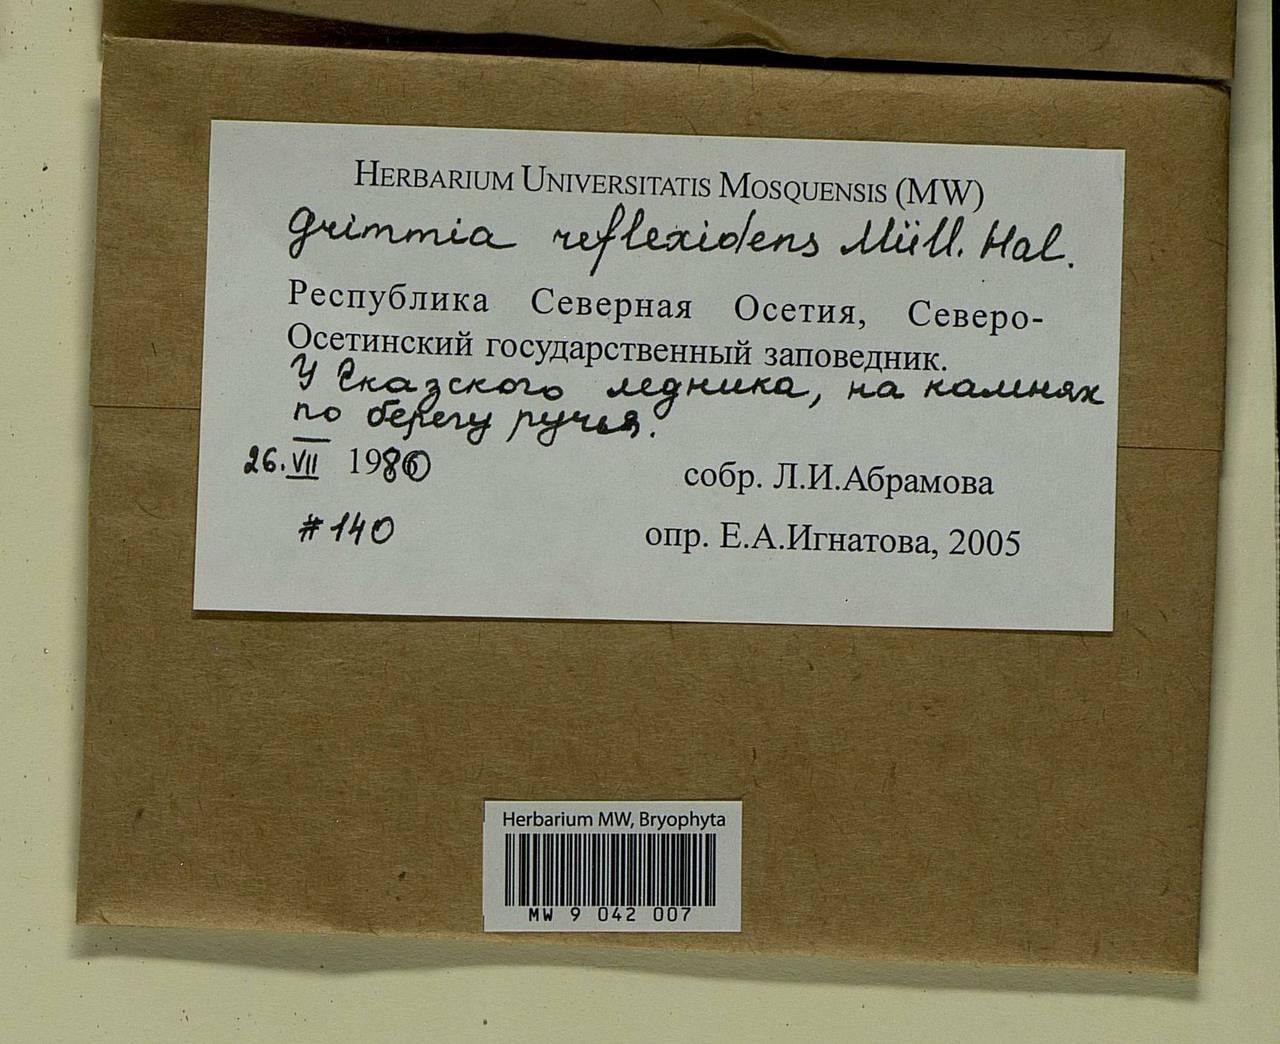 HERBARIUM UNIVERSITATIS MOSQUENSIS (MW)
Grimmia reflexidens Müll. Hal.
Республика Северная Осетия, Северо-
Осетинский государственный заповедник.
У Сказского ледника, на камнях
по берегу ручья.
26.VII 1980
собр. Л.И.Абрамова
#140
опр. Е.А.Игнатова, 2005
Herbarium MW, Bryophyta
MW 9 042 007